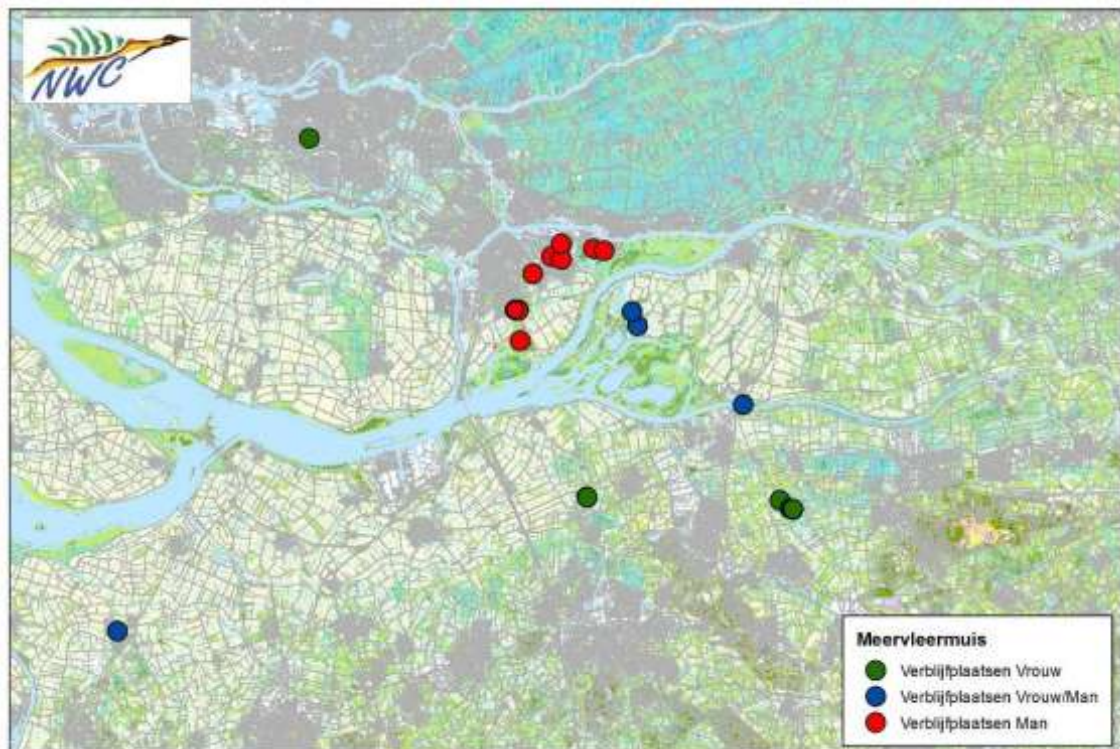 NWC
Meervleermuis
Verblijfplaatsen Vrouw
Verblijfplaatsen Vrouw/Man
Verblijfplaatsen Man